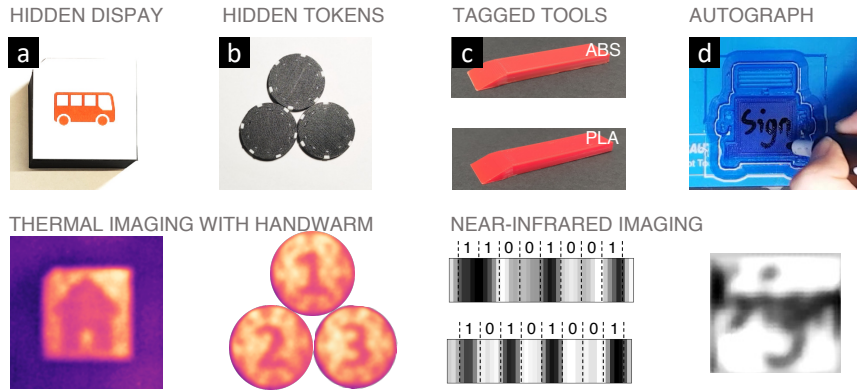 HIDDEN DISPAY
HIDDEN TOKENS
TAGGED TOOLS
AUTOGRAPH
a
b
c
ABS
d
Sign
PLA
THERMAL IMAGING WITH HANDWARM
NEAR-INFRARED IMAGING
1 1 0 0 1 0 0 1
1 0 1 0 1 0 1
1
2
3